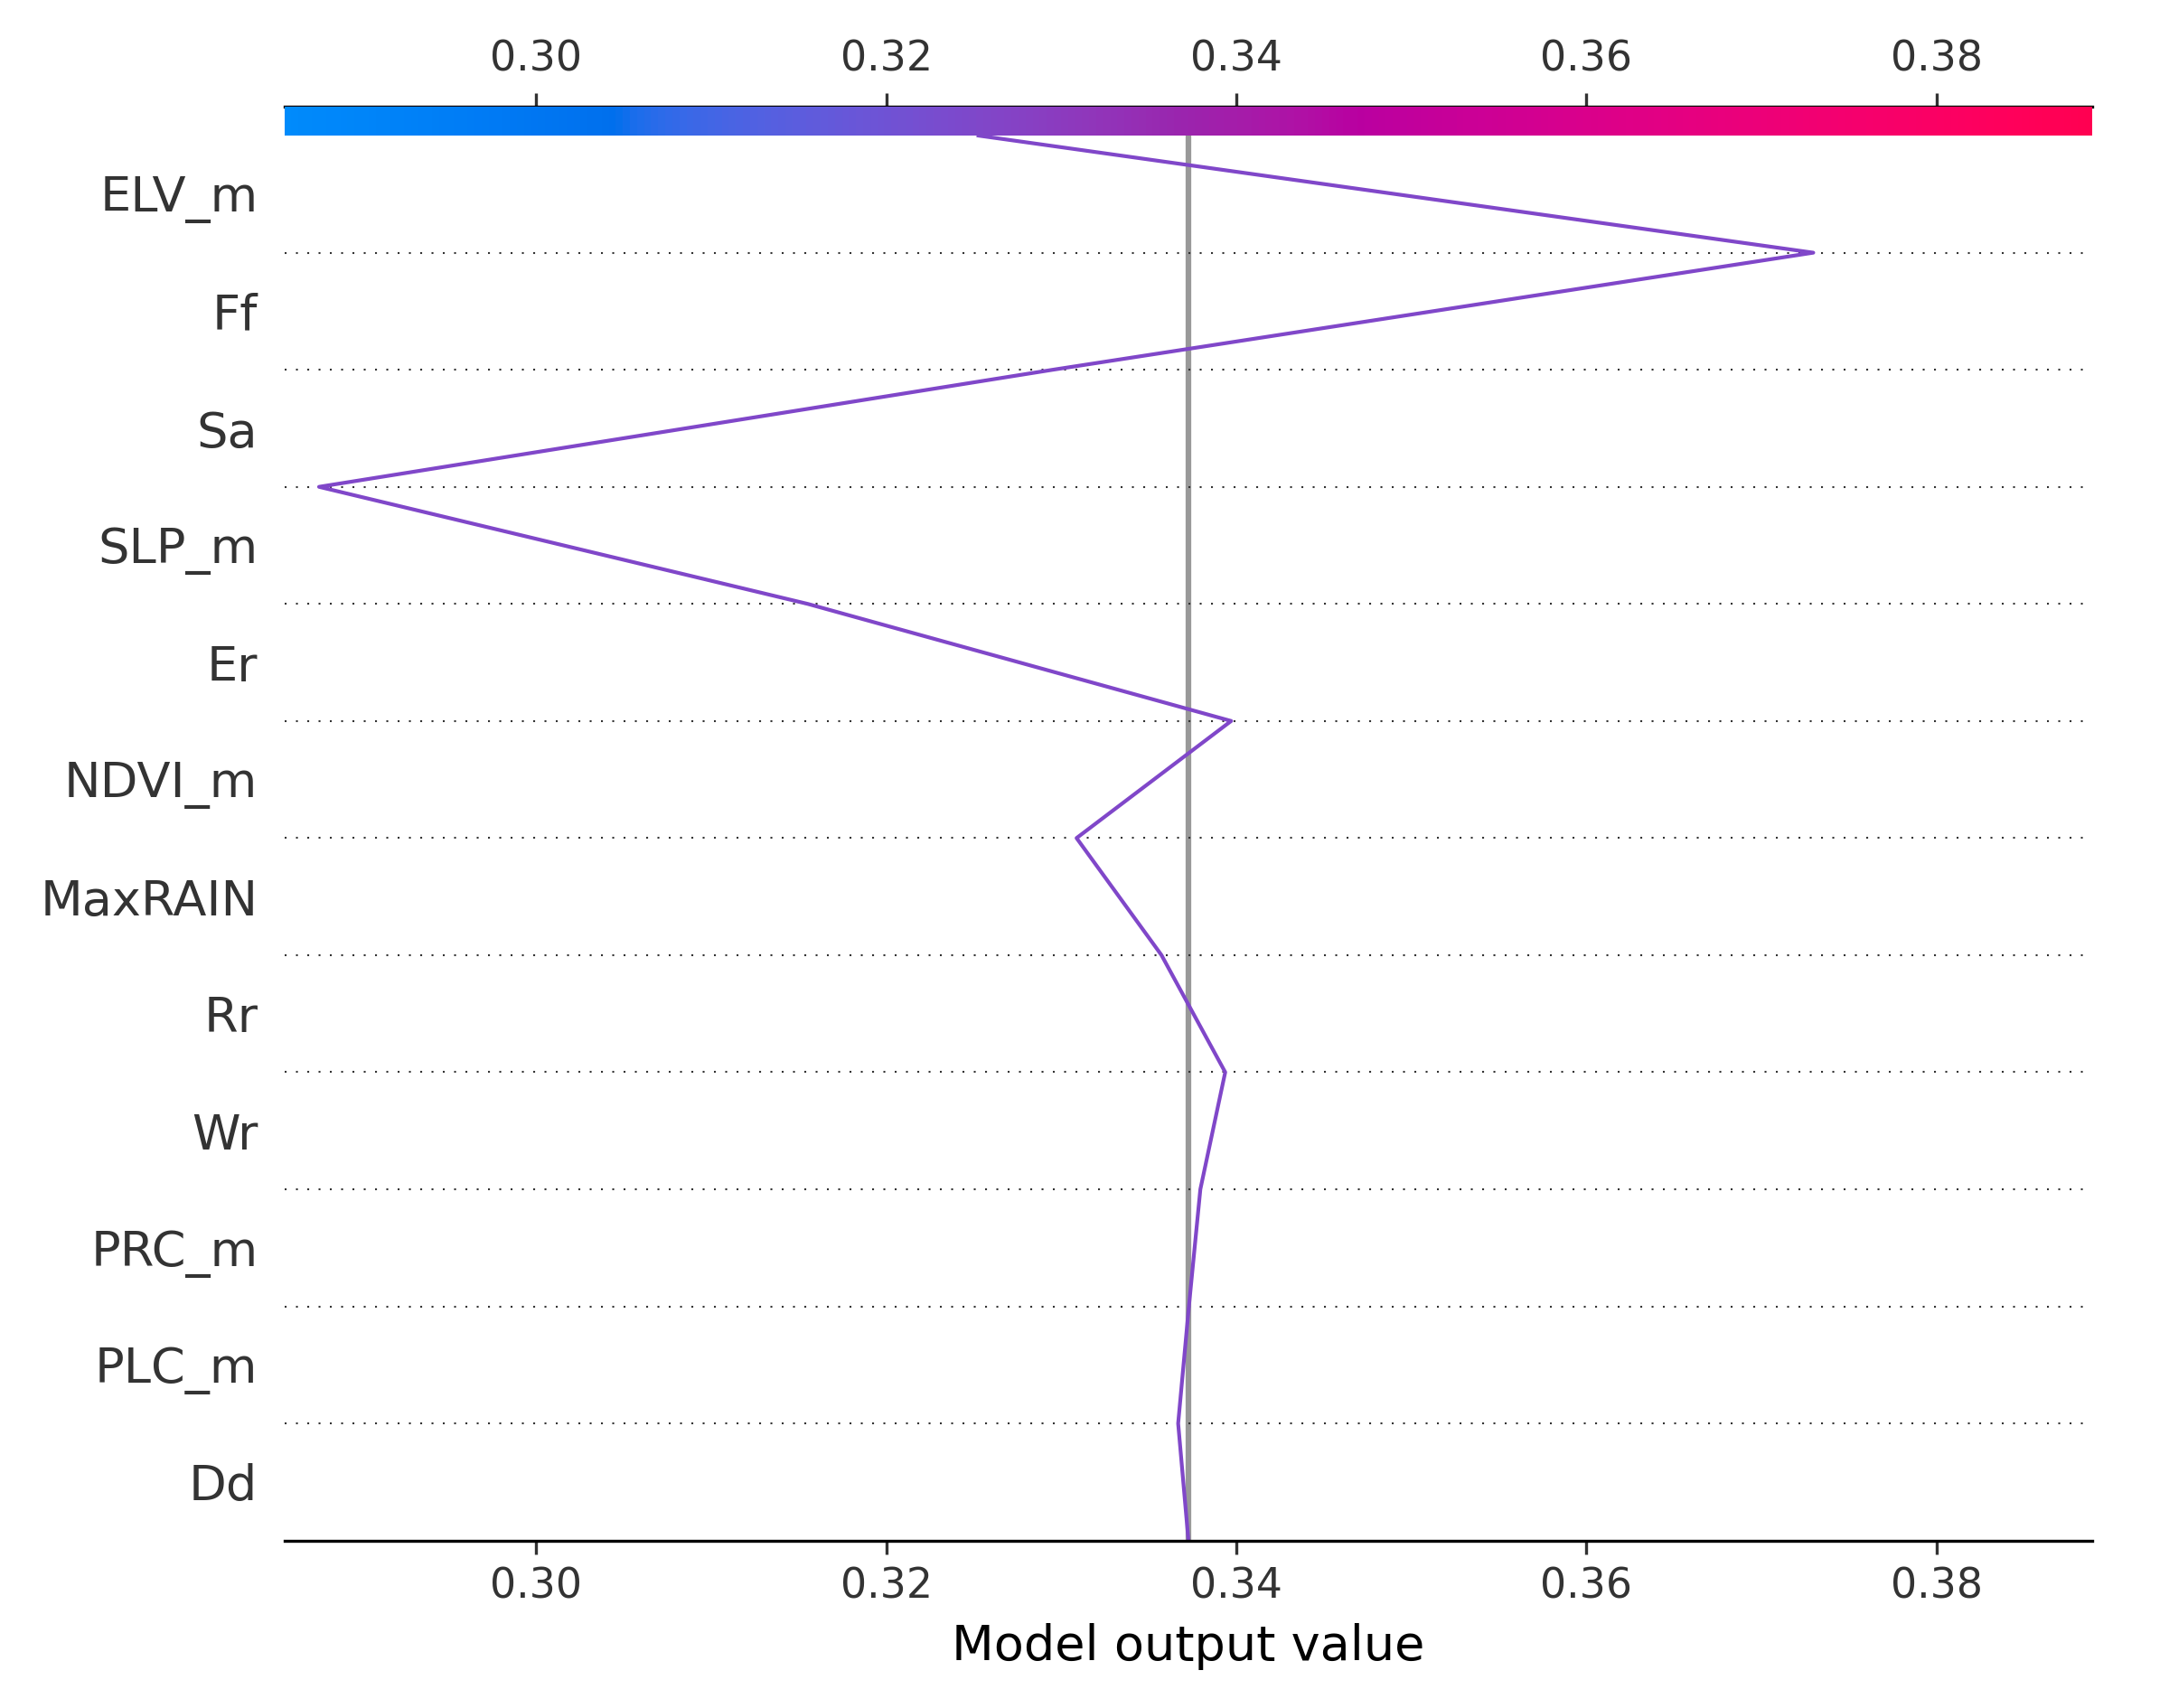 0.30 0.32 0.34 0.36 0.38
ELV_m
Ff
Sa
SLP_m
Er
NDVI_m
MaxRAIN
Rr
Wr
PRC_m
PLC_m
Dd
0.30 0.32 0.34 0.36 0.38
Model output value